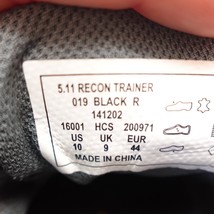 5.11 RECON TRAINER
019 BLACK R
141202
16001 HCS 200971
US UK EUR
10 9 44
MADE IN CHINA